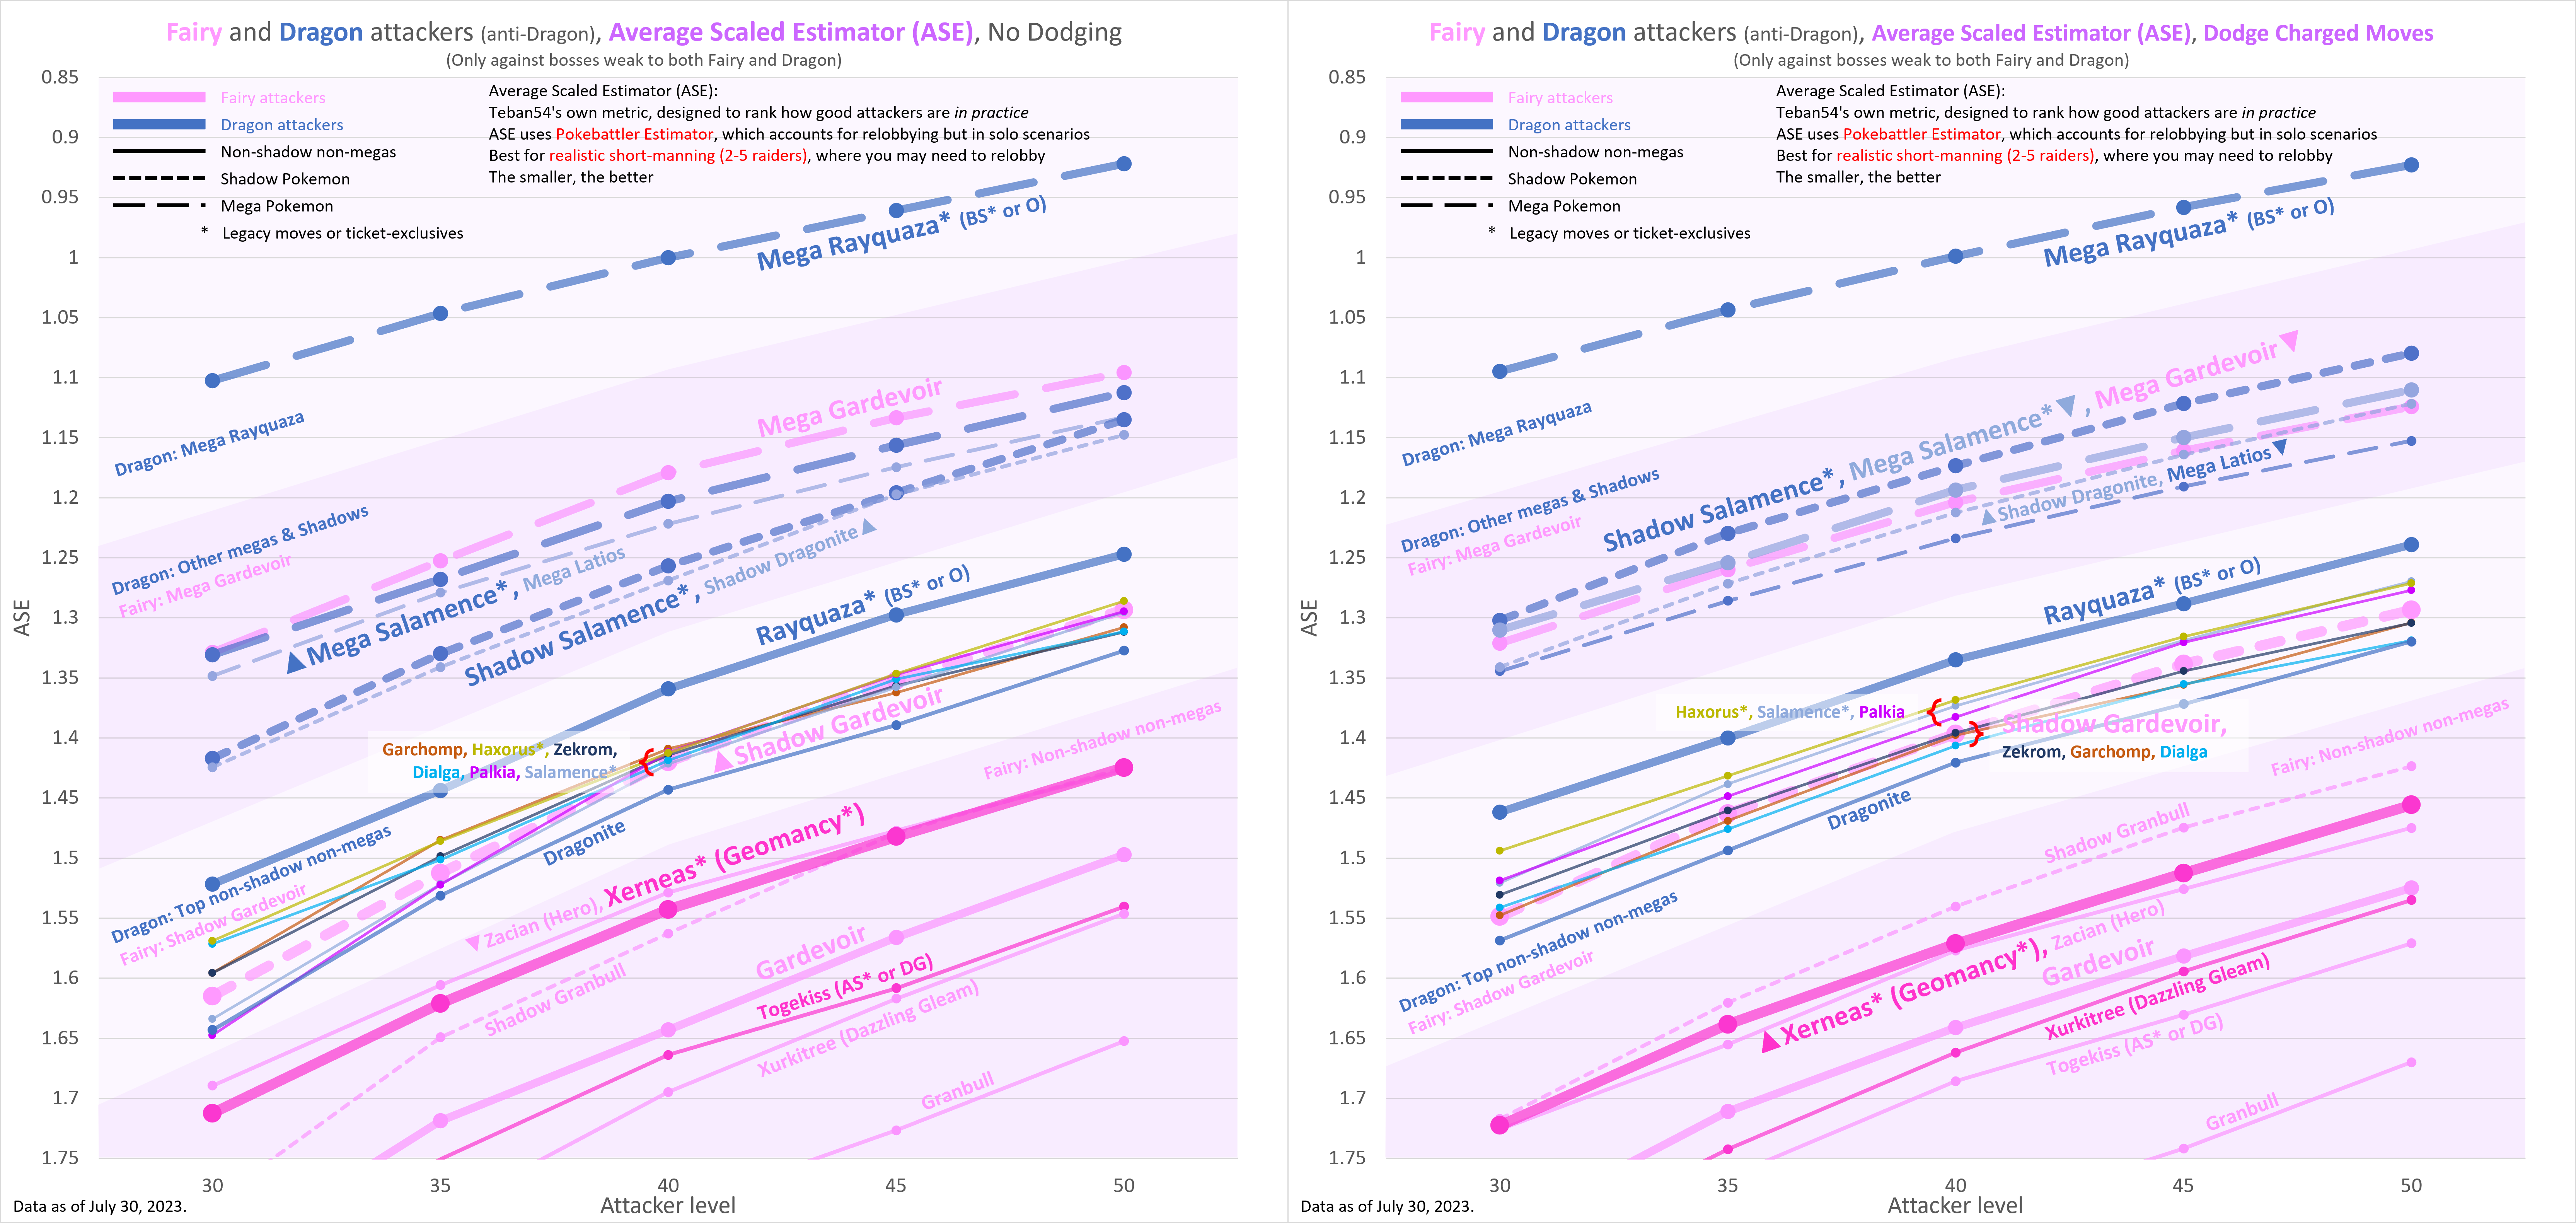 Fairy and Dragon attackers (anti-Dragon), Average Scaled Estimator (ASE), No Dodging
(Only against bosses weak to both Fairy and Dragon)
Fairy attackers
Dragon attackers
Non-shadow non-megas
Shadow Pokemon
Mega Pokemon
* Legacy moves or ticket-exclusives
Average Scaled Estimator (ASE):
Teban54's own metric, designed to rank how good attackers are in practice
ASE uses Pokebattler Estimator, which accounts for relobbying but in solo scenarios
Best for realistic short-manning (2-5 raiders), where you may need to relobby
The smaller, the better
0.85
0.9
0.95
1
1.05
1.1
1.15
1.2
1.25
1.3
1.35
1.4
1.45
1.5
1.55
1.6
1.65
1.7
1.75
ASE
Mega Rayquaza* (BS* or O)
Dragon: Mega Rayquaza
Mega Gardevoir
Dragon: Other megas & Shadows
Fairy: Mega Gardevoir
▲Mega Salamence*, Mega Latios
Shadow Salamence*, Shadow Dragonite▲
Rayquaza* (BS* or O)
Garchomp, Haxorus*, Zekrom,
Dialga, Palkia, Salamence*
▲Shadow Gardevoir
Fairy: Non-shadow non-megas
Dragonite
Dragon: Top non-shadow non-megas
Fairy: Shadow Gardevoir
▼Zacian (Hero), Xerneas* (Geomancy*)
Shadow Granbull
Gardevoir
Togekiss (AS* or DG)
Xurkitree (Dazzling Gleam)
Granbull
30 35 40 45 50
Attacker level
Data as of July 30, 2023.
Fairy and Dragon attackers (anti-Dragon), Average Scaled Estimator (ASE), Dodge Charged Moves
(Only against bosses weak to both Fairy and Dragon)
Fairy attackers
Dragon attackers
Non-shadow non-megas
Shadow Pokemon
Mega Pokemon
* Legacy moves or ticket-exclusives
Average Scaled Estimator (ASE):
Teban54's own metric, designed to rank how good attackers are in practice
ASE uses Pokebattler Estimator, which accounts for relobbying but in solo scenarios
Best for realistic short-manning (2-5 raiders), where you may need to relobby
The smaller, the better
0.85
0.9
0.95
1
1.05
1.1
1.15
1.2
1.25
1.3
1.35
1.4
1.45
1.5
1.55
1.6
1.65
1.7
1.75
ASE
Mega Rayquaza* (BS* or O)
Dragon: Mega Rayquaza
Shadow Salamence*, Mega Salamence*▼, Mega Gardevoir▼
Dragon: Other megas & Shadows
Fairy: Mega Gardevoir
▲Shadow Dragonite, Mega Latios▼
Rayquaza* (BS* or O)
Haxorus*, Salamence*, Palkia
Shadow Gardevoir,
Zekrom, Garchomp, Dialga
Fairy: Non-shadow non-megas
Dragonite
Shadow Granbull
Dragon: Top non-shadow non-megas
Fairy: Shadow Gardevoir
▲Xerneas* (Geomancy*), Zacian (Hero)
Gardevoir
Xurkitree (Dazzling Gleam)
Togekiss (AS* or DG)
Granbull
30 35 40 45 50
Attacker level
Data as of July 30, 2023.